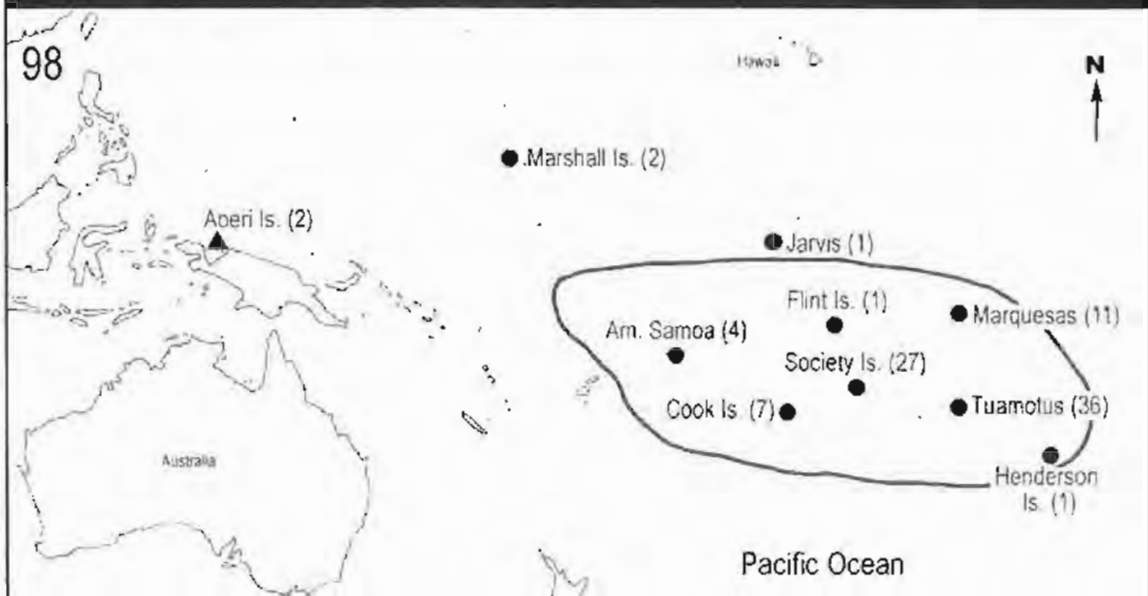 98
Hawaii
N
Marshall Is. (2)
Aperi Is. (2)
Jarvis (1)
Flint Is. (1)
Marquesas (11)
Am. Samoa (4)
Society Is. (27)
Cook Is. (7)
Tuamotus (36)
Australia
Henderson
Is. (1)
Pacific Ocean